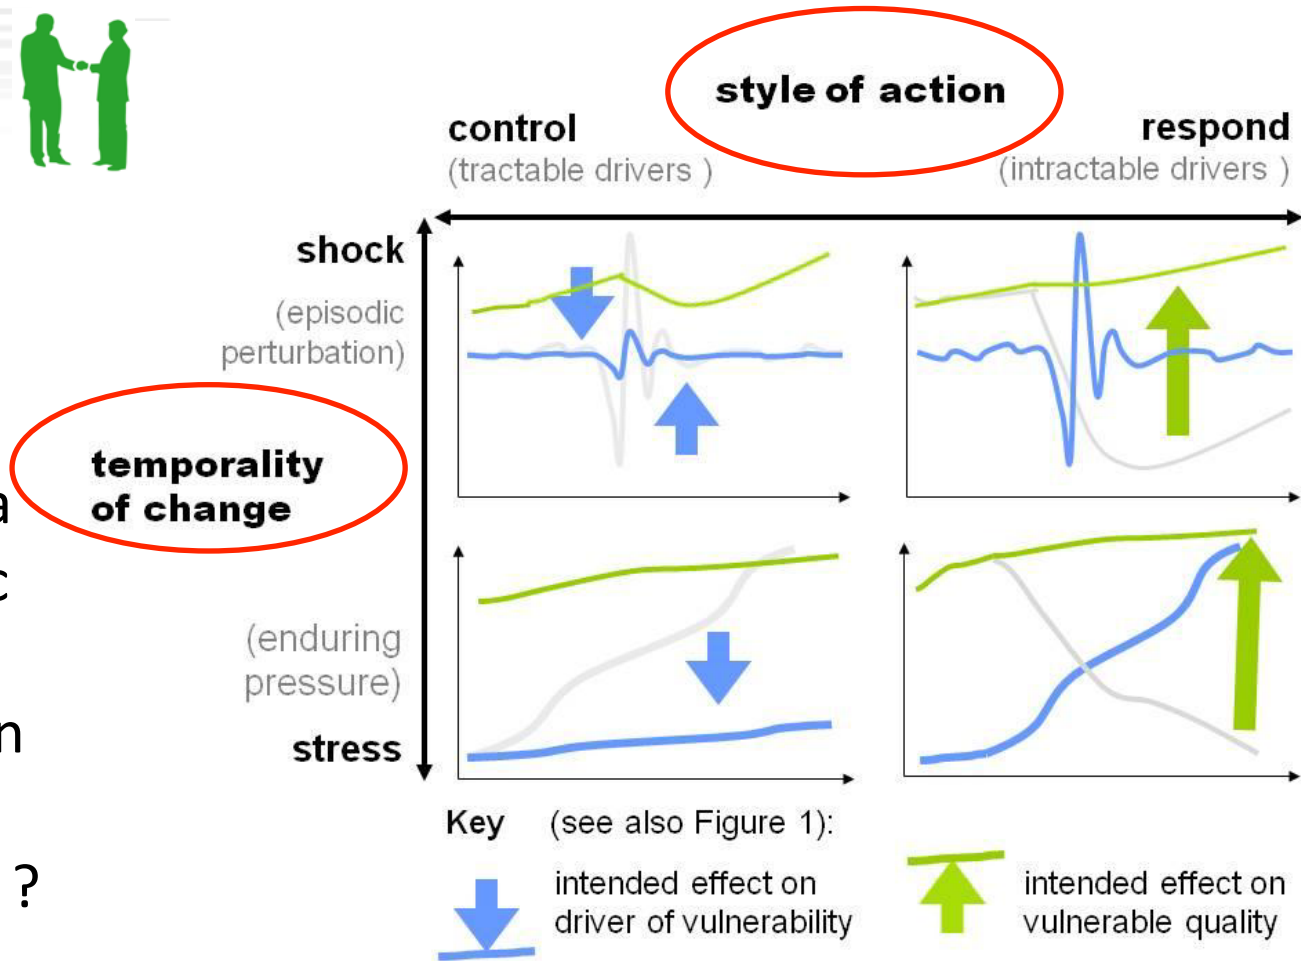 style of action
control
respond
(tractable drivers )
(intractable drivers )
shock
(episodic
perturbation)
temporality
of change
a
c
(enduring
pressure)
n
stress
Key (see also Figure 1):
?
intended effect on
driver of vulnerability
intended effect on
vulnerable quality